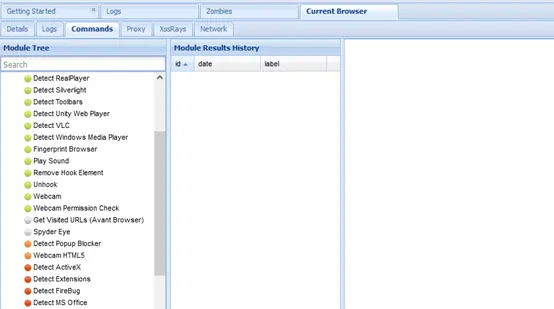 Getting Started
Logs
Zombies
Current Browser
Details
Logs
Commands
Proxy
XssRays
Network
Module Tree
Module Results History
Search
id
date
label
Detect RealPlayer
Detect Silverlight
Detect Toolbars
Detect Unity Web Player
Detect VLC
Detect Windows Media Player
Fingerprint Browser
Play Sound
Remove Hook Element
Unhook
Webcam
Webcam Permission Check
Get Visited URLs (Avant Browser)
Spyder Eye
Detect Popup Blocker
Webcam HTML5
Detect ActiveX
Detect Extensions
Detect FireBug
Detect MS Office